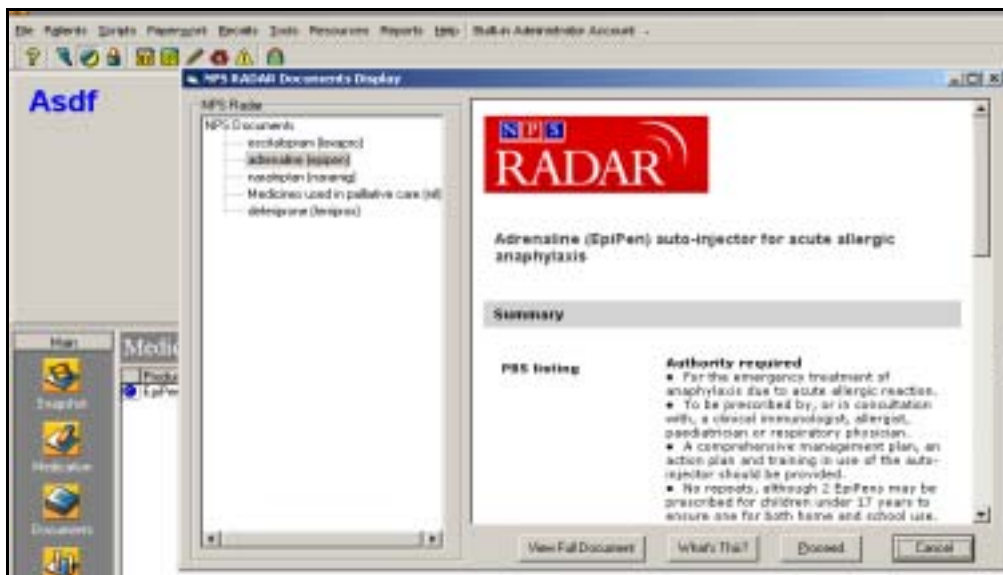 File Patients Scripts Paperport Encoda Tools Resources Reports Help Built-in Administrator Account
NPS RADAR Documents Display
Asdf
NPS Radar
NPS Documents
escitalopram (lexapro)
adrenaline (epipen)
naratriptan (naramig)
Medicines used in palliative care (nil)
deferiprone (ferriprox)
NPS
RADAR
Adrenaline (EpiPen) auto-injector for acute allergic
anaphylaxis
Summary
PBS listing
Authority required
• For the emergency treatment of
anaphylaxis due to acute allergic reaction.
• To be prescribed by, or in consultation
with, a clinical immunologist, allergist,
paediatrician or respiratory physician.
• A comprehensive management plan, an
action plan and training in use of the auto-
injector should be provided.
• No repeats, although 2 EpiPens may be
prescribed for children under 17 years to
ensure one for both home and school use.
View Full Document
What's This?
Proceed
Cancel
Main
Snapshot
Medication
Documents
Medic
Produ
EpiPen